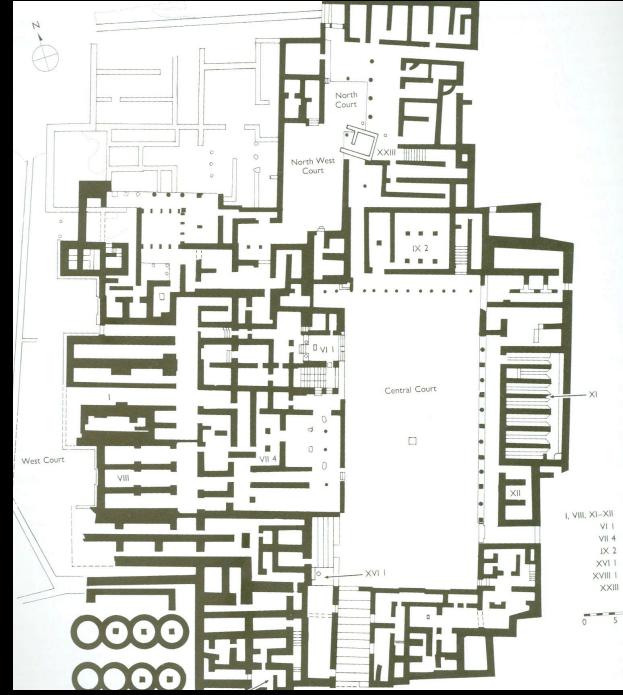 N
North
Court
XXIII
North West
Court
IX 2
VI 1
Central Court
XI
I
West Court
VIII
VII 4
XII
XVI 1
I, VIII, XI–XII
VI 1
VII 4
IX 2
XVI 1
XVIII 1
XXIII
0 5